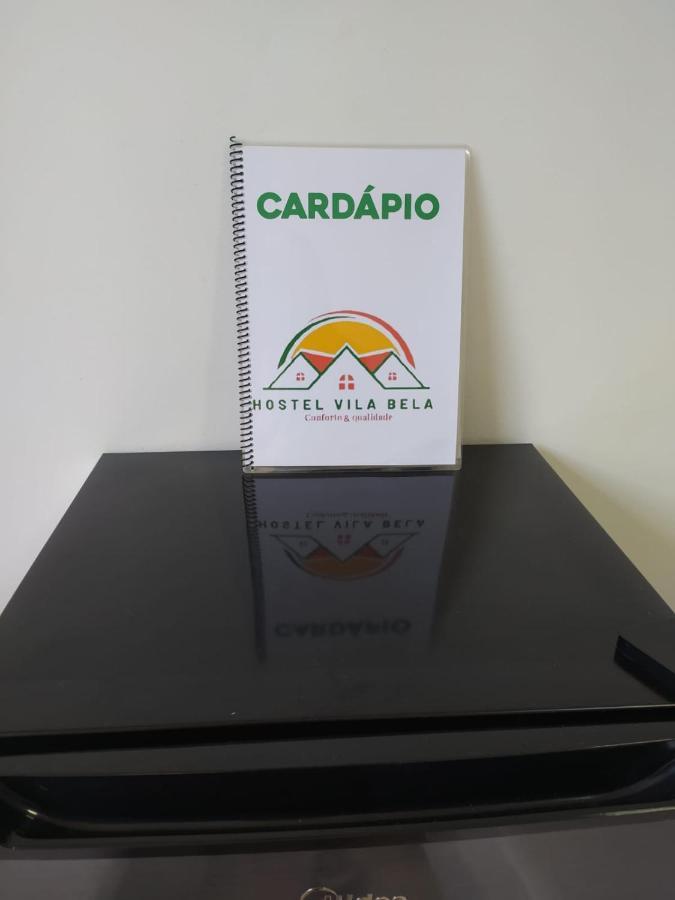 CARDÁPIO
HOSTEL VILA BELA
Conforto & qualidade